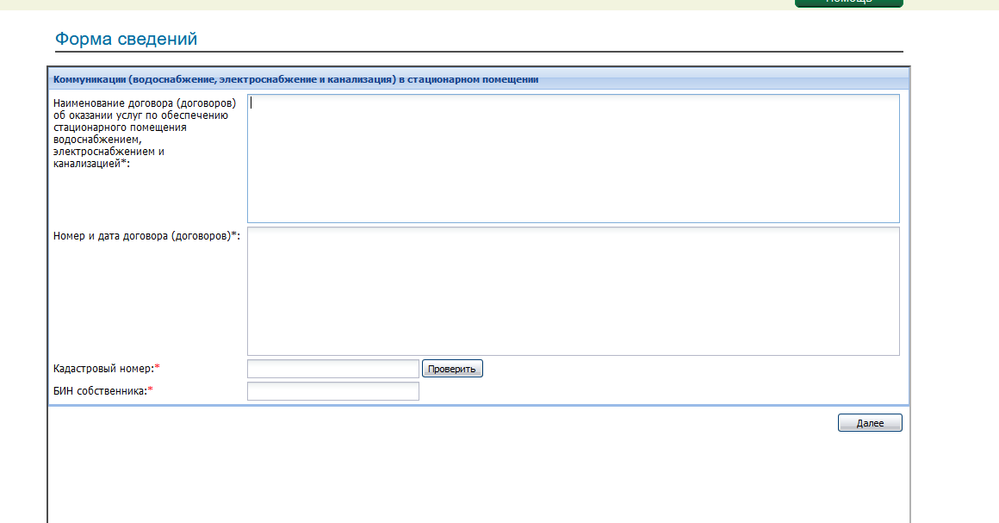 Форма сведений
Коммуникации (водоснабжение, электроснабжение и канализация) в стационарном помещении
Наименование договора (договоров)
об оказании услуг по обеспечению
стационарного помещения
водоснабжением,
электроснабжением и
канализацией*:
Номер и дата договора (договоров)*:
Кадастровый номер:*
Проверить
БИН собственника:*
Далее